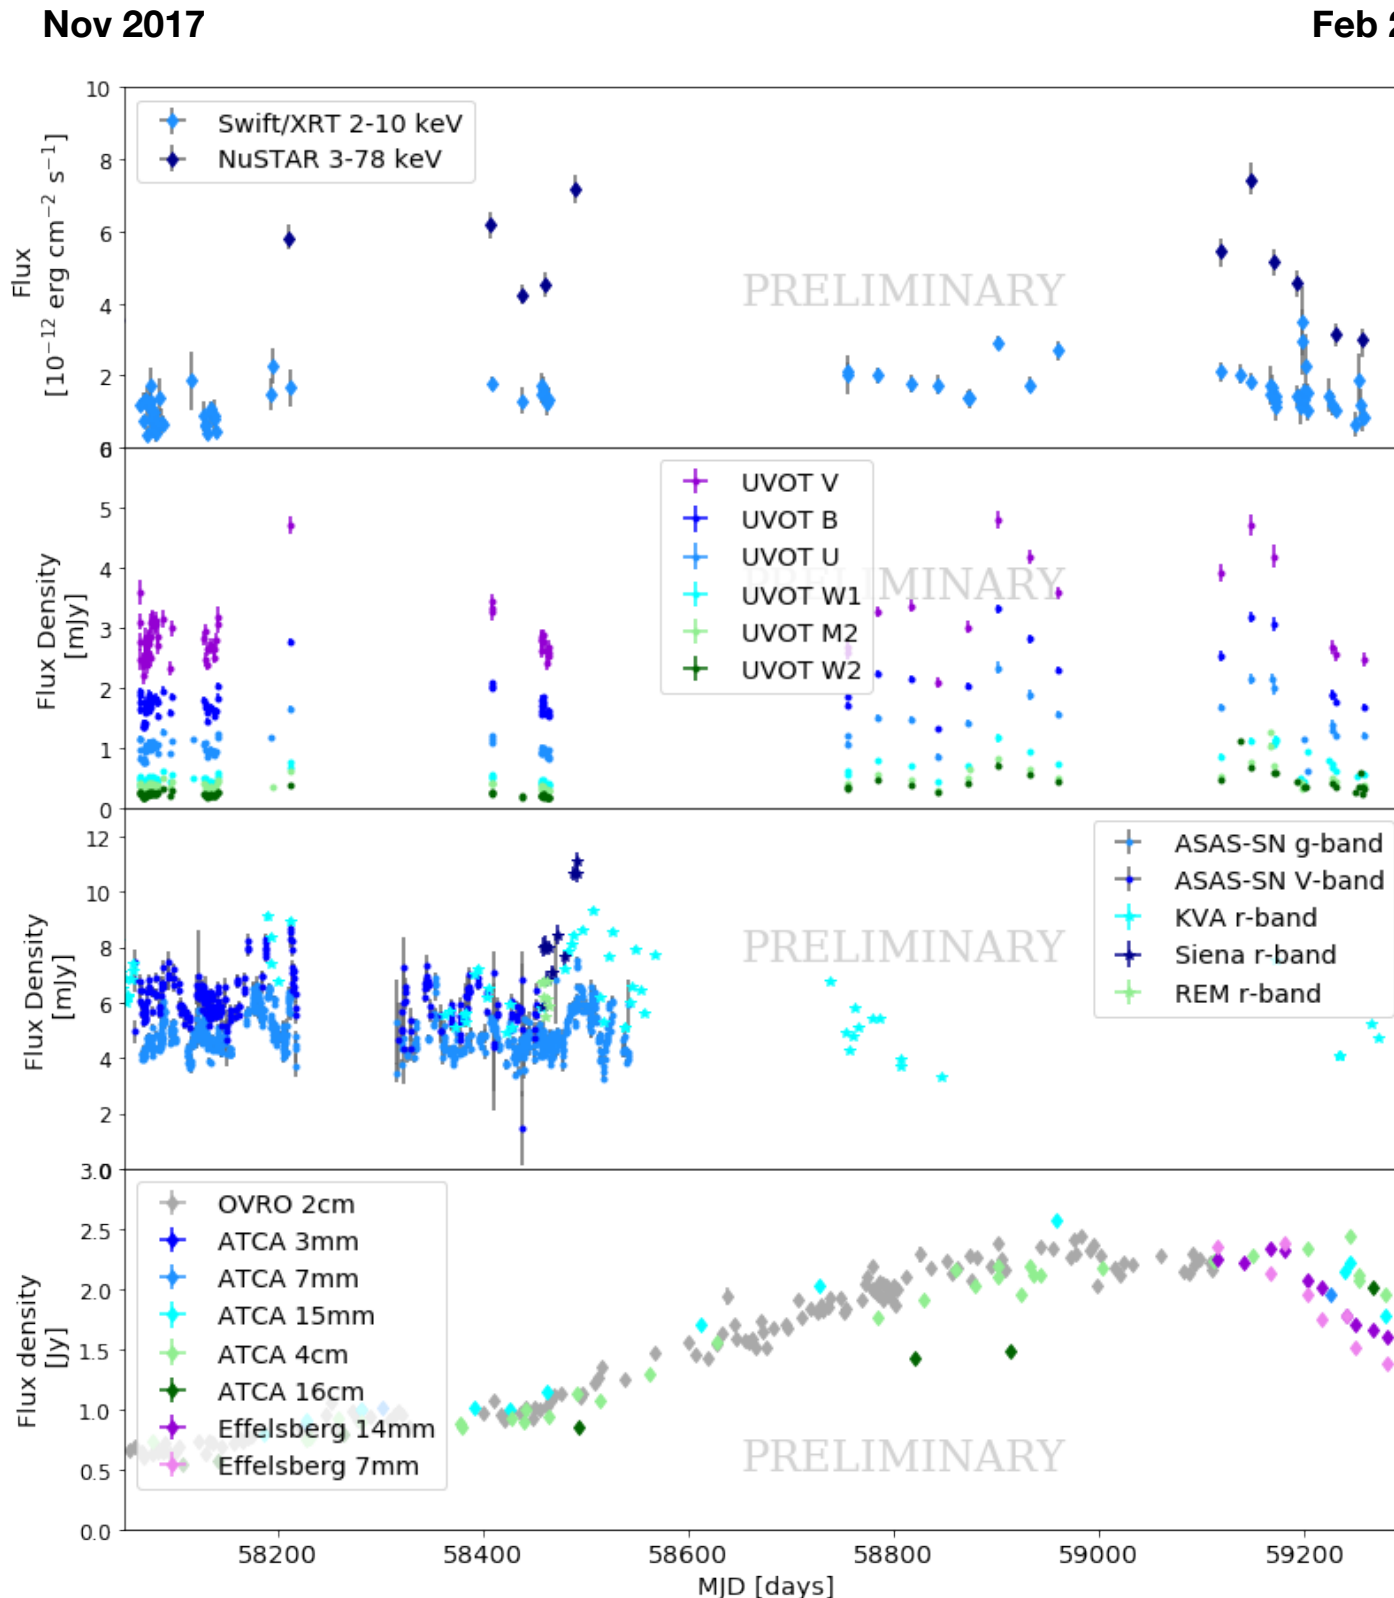 Nov 2017 Feb 2
10
8
6
4
2
0
Flux
[10⁻¹² erg cm⁻² s⁻¹]
Swift/XRT 2-10 keV
NuSTAR 3-78 keV
PRELIMINARY
6
5
4
3
2
1
0
Flux Density
[mJy]
UVOT V
UVOT B
UVOT U
UVOT W1
UVOT M2
UVOT W2
PRELIMINARY
12
10
8
6
4
2
0
Flux Density
[mJy]
ASAS-SN g-band
ASAS-SN V-band
KVA r-band
Siena r-band
REM r-band
PRELIMINARY
3.0
2.5
2.0
1.5
1.0
0.5
0.0
Flux density
[Jy]
OVRO 2cm
ATCA 3mm
ATCA 7mm
ATCA 15mm
ATCA 4cm
ATCA 16cm
Effelsberg 14mm
Effelsberg 7mm
PRELIMINARY
58200 58400 58600 58800 59000 59200
MJD [days]